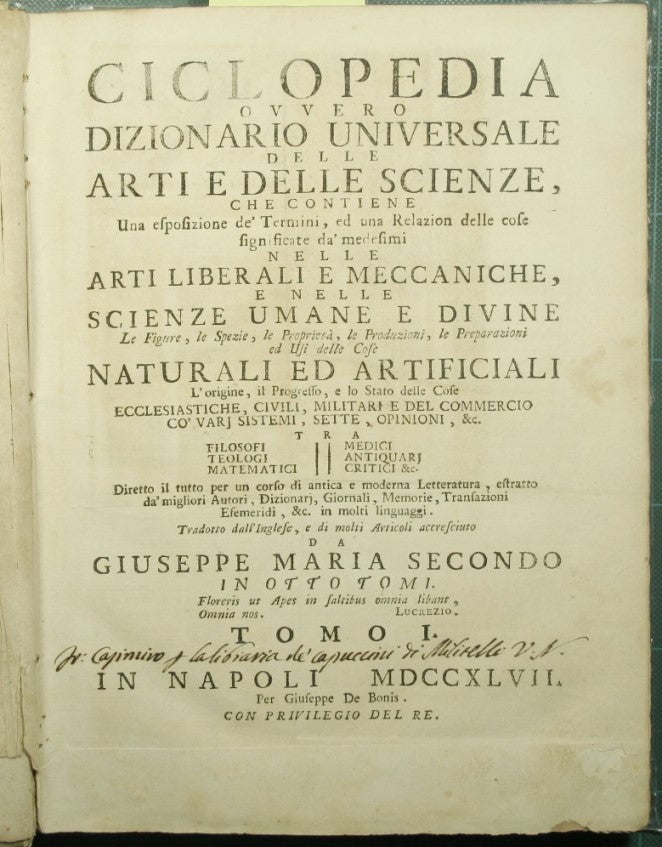 CICLOPEDIA
OVVERO
DIZIONARIO UNIVERSALE
DELLE
ARTI E DELLE SCIENZE,
CHE CONTIENE
Una eſpoſizione de' Termini, ed una Relazion delle coſe
ſignificate da' medeſimi
NELLE
ARTI LIBERALI E MECCANICHE,
E NELLE
SCIENZE UMANE E DIVINE
Le Figure, le Spezie, le Proprietà, le Produzioni, le Preparazioni
ed Uſi delle Coſe
NATURALI ED ARTIFICIALI
L'origine, il Progreſſo, e lo Stato delle Coſe
ECCLESIASTICHE, CIVILI, MILITARJ E DEL COMMERCIO
CO' VARJ SISTEMI, SETTE, OPINIONI, &c.
TRA
FILOSOFI || MEDICI
TEOLOGI || ANTIQUARJ
MATEMATICI || CRITICI &c.
Diretto il tutto per un corſo di antica e moderna Letteratura, eſtratto
da' migliori Autori, Dizionarj, Giornali, Memorie, Tranſazioni
Efemeridi, &c. in molti linguaggi.
Tradotto dall'Ingleſe, e di molti Articoli accreſciuto
DA
GIUSEPPE MARIA SECONDO
IN OTTO TOMI.
Floreris ut Apes in ſaltibus omnia libant,
Omnia nos. LUCREZIO.
TOMO I.
la libraria de' capuccini di
IN NAPOLI MDCCXLVII.
Per Giuſeppe De Bonis.
CON PRIVILEGIO DEL RE.